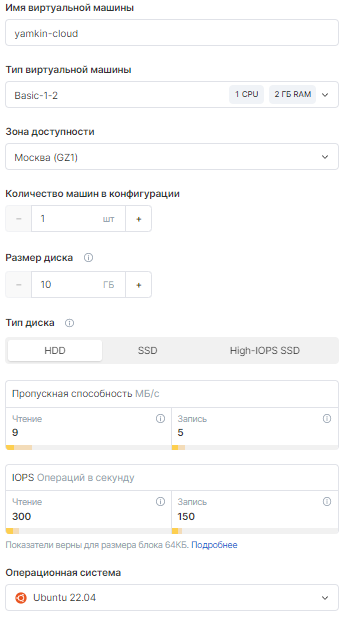 Имя виртуальной машины
yamkin-cloud
Тип виртуальной машины
Basic-1-2 1 CPU 2 ГБ RAM
Зона доступности
Москва (GZ1)
Количество машин в конфигурации
− 1 шт +
Размер диска
− 10 ГБ +
Тип диска
HDD SSD High-IOPS SSD
Пропускная способность МБ/с
Чтение Запись
9 5
IOPS Операций в секунду
Чтение Запись
300 150
Показатели верны для размера блока 64КБ. Подробнее
Операционная система
Ubuntu 22.04